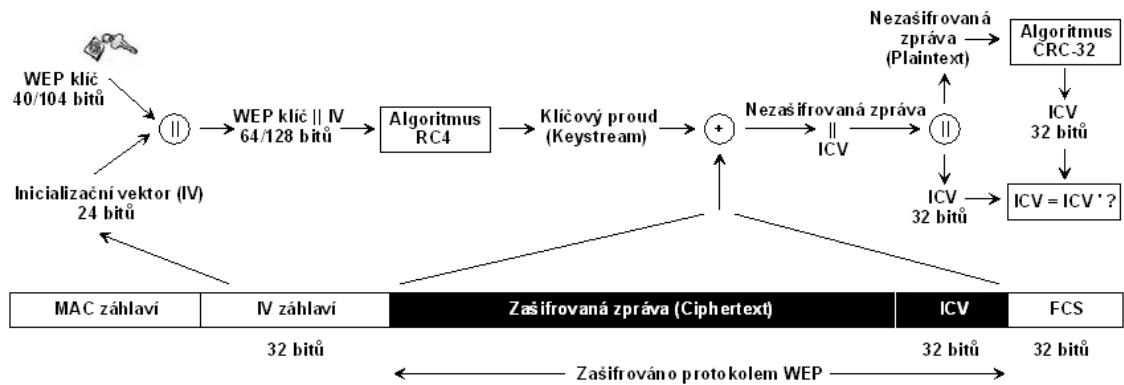 WEP klíč
40/104 bitů
||
WEP klíč || IV
64/128 bitů
Algoritmus
RC4
Klíčový proud
(Keystream)
+
Nezašifrovaná zpráva
||
ICV
||
Nezašifrovaná
zpráva
(Plaintext)
Algoritmus
CRC-32
ICV
32 bitů
ICV
32 bitů
ICV = ICV ' ?
Inicializační vektor (IV)
24 bitů
MAC záhlaví
IV záhlaví
Zašifrovaná zpráva (Ciphertext)
ICV
FCS
32 bitů
32 bitů
32 bitů
Zašifrováno protokolem WEP